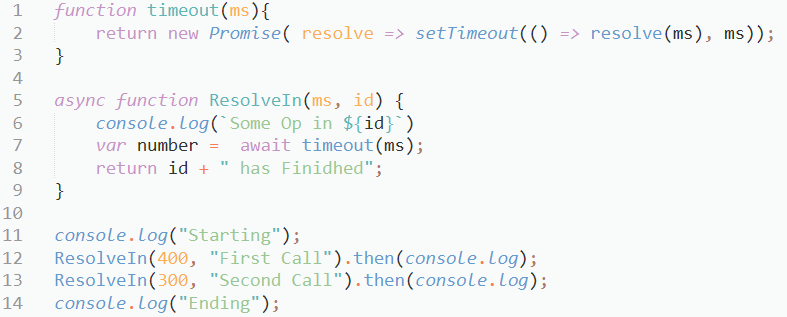 1 function timeout(ms){
2 return new Promise( resolve => setTimeout(() => resolve(ms), ms));
3 }
4
5 async function ResolveIn(ms, id) {
6 console.log(`Some Op in ${id}`)
7 var number =  await timeout(ms);
8 return id + " has Finidhed";
9 }
10
11 console.log("Starting");
12 ResolveIn(400, "First Call").then(console.log);
13 ResolveIn(300, "Second Call").then(console.log);
14 console.log("Ending");